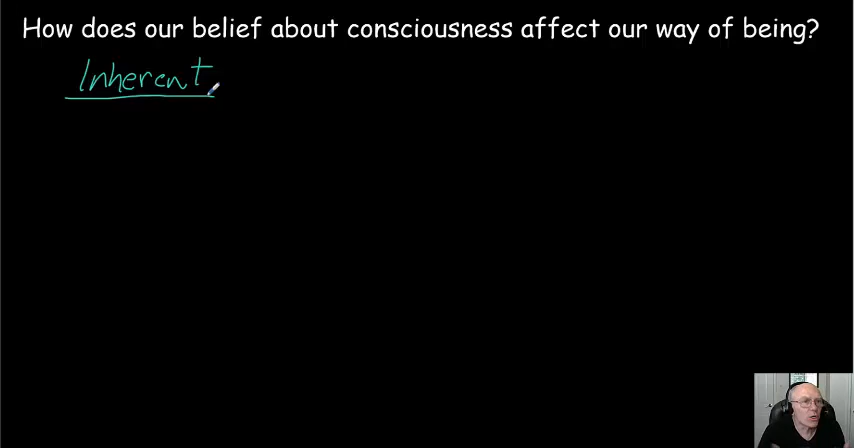 How does our belief about consciousness affect our way of being?
Inherent